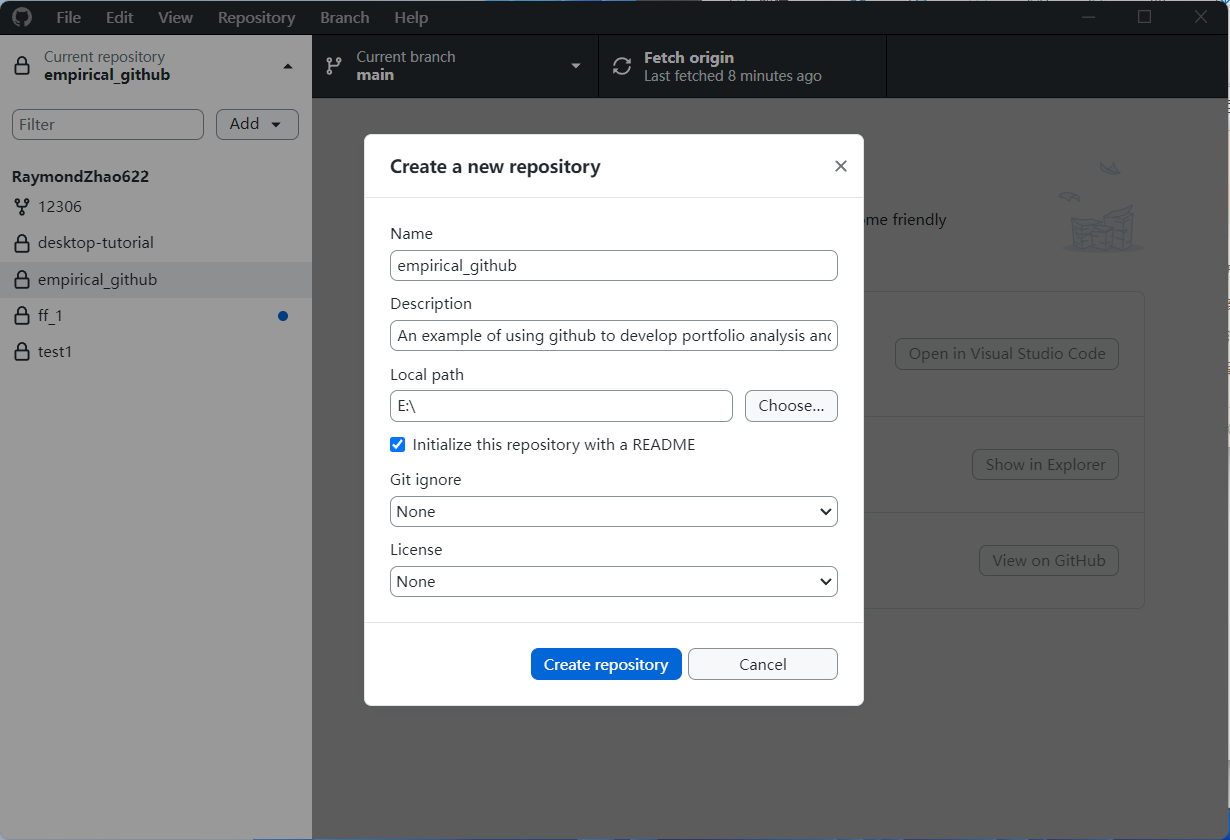 File Edit View Repository Branch Help
Current repository
empirical_github
Current branch
main
Fetch origin
Last fetched 8 minutes ago
Filter
Add
RaymondZhao622
12306
desktop-tutorial
empirical_github
ff_1
test1
Create a new repository
Name
empirical_github
Description
An example of using github to develop portfolio analysis and
Local path
E:\
Choose...
Initialize this repository with a README
Git ignore
None
License
None
Create repository
Cancel
me friendly
Open in Visual Studio Code
Show in Explorer
View on GitHub